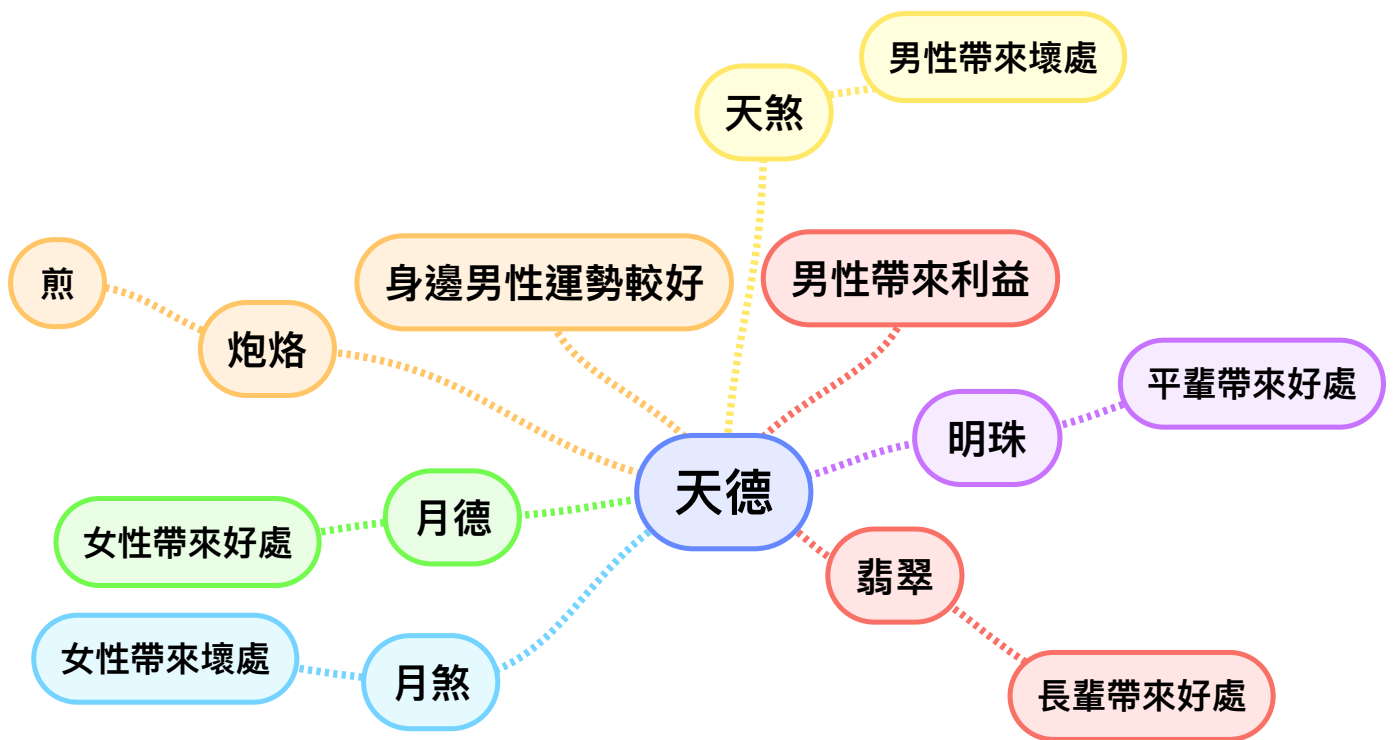 男性帶來壞處
天煞
身邊男性運勢較好
男性帶來利益
煎
炮烙
平輩帶來好處
明珠
天德
月德
女性帶來好處
翡翠
女性帶來壞處
月煞
長輩帶來好處